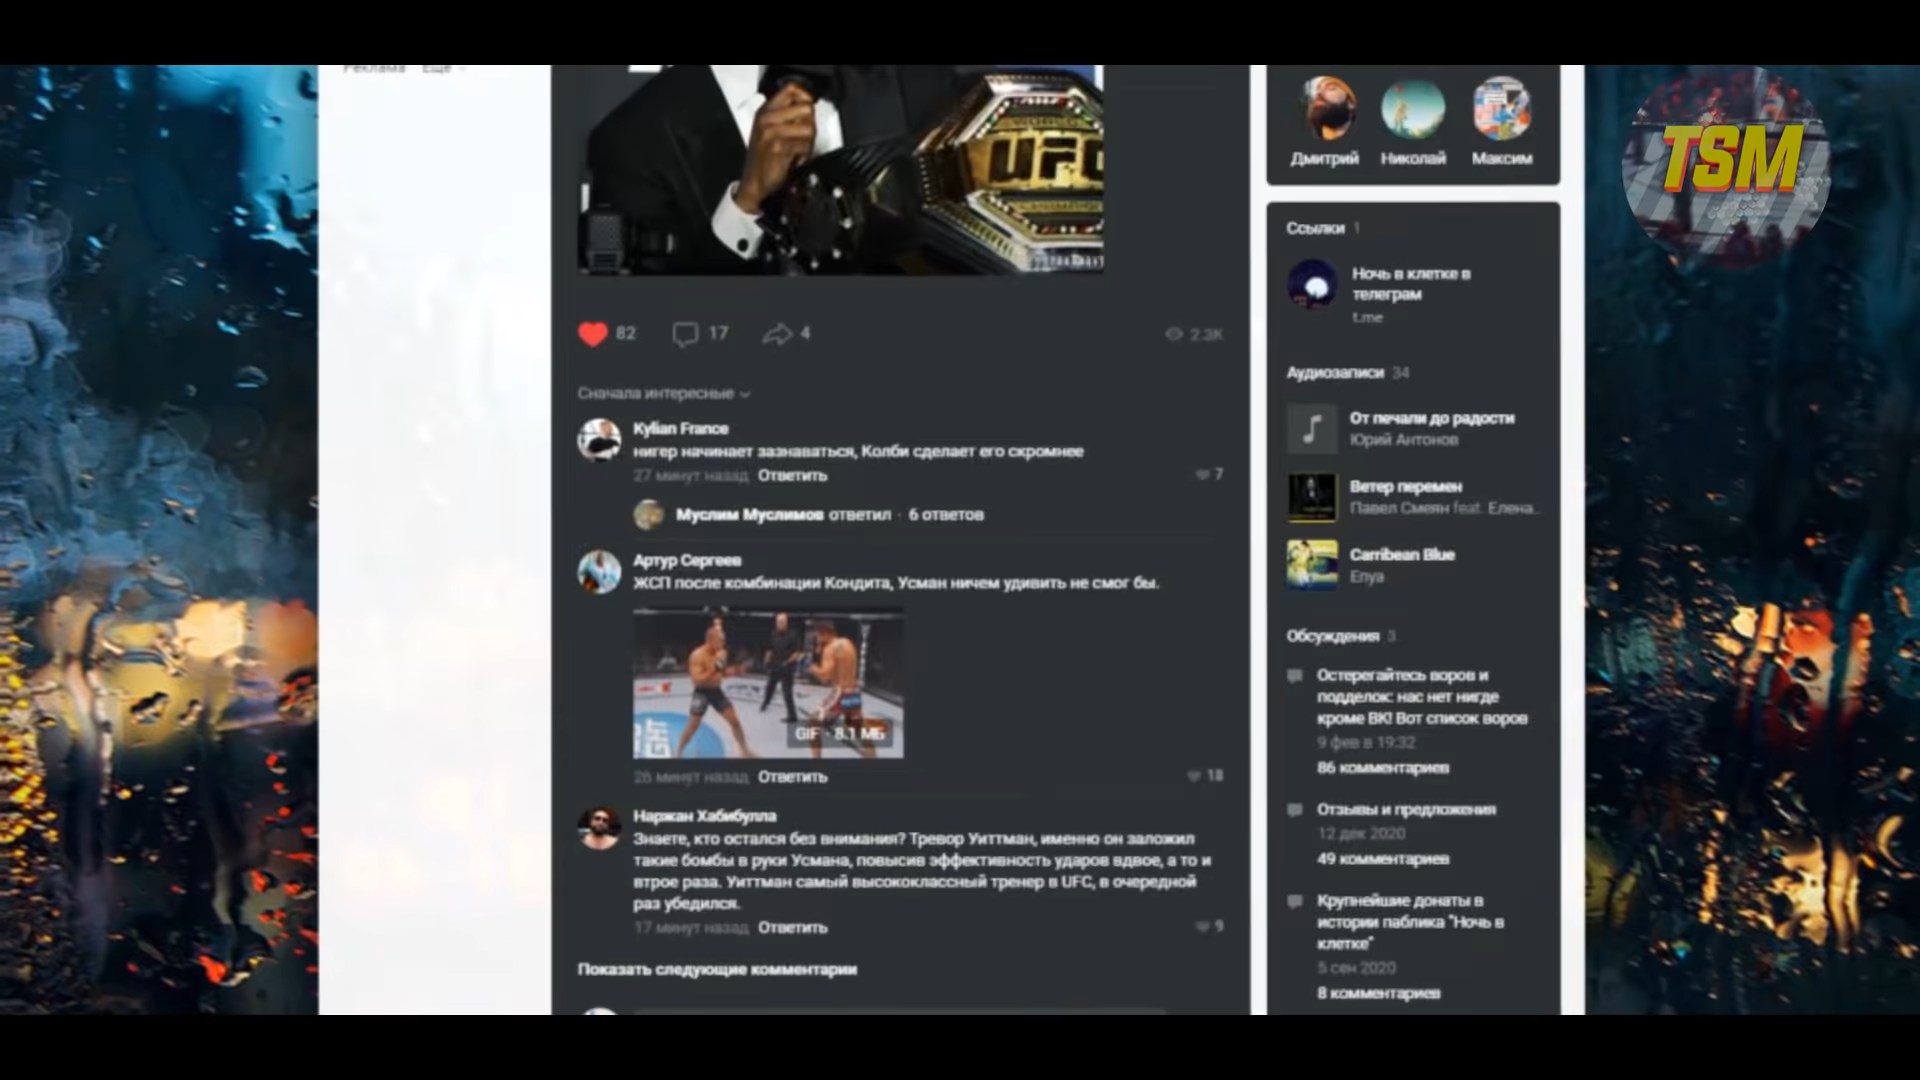 Реклама Ещё
TSM
UFC
Дмитрий Николай Максим
82 17 4 2.3K
Сначала интересные
Kylian France
нигер начинает зазнаваться, Колби сделает его скромнее
27 минут назад Ответить 7
Муслим Муслимов ответил · 6 ответов
Артур Сергеев
ЖСП после комбинации Кондита, Усман ничем удивить не смог бы.
GIF · 8.1 МБ
26 минут назад Ответить 18
Наржан Хабибулла
Знаете, кто остался без внимания? Тревор Уиттман, именно он заложил
такие бомбы в руки Усмана, повысив эффективность ударов вдвое, а то и
втрое раза. Уиттман самый высококлассный тренер в UFC, в очередной
раз убедился.
17 минут назад Ответить 9
Показать следующие комментарии
Ссылки 1
Ночь в клетке в
телеграм
t.me
Аудиозаписи 34
От печали до радости
Юрий Антонов
Ветер перемен
Павел Смеян feat. Елена...
Carribean Blue
Enya
Обсуждения 3
Остерегайтесь воров и
подделок: нас нет нигде
кроме ВК! Вот список воров
9 фев в 19:32
86 комментариев
Отзывы и предложения
12 дек 2020
49 комментариев
Крупнейшие донаты в
истории паблика "Ночь в
клетке"
5 сен 2020
8 комментариев